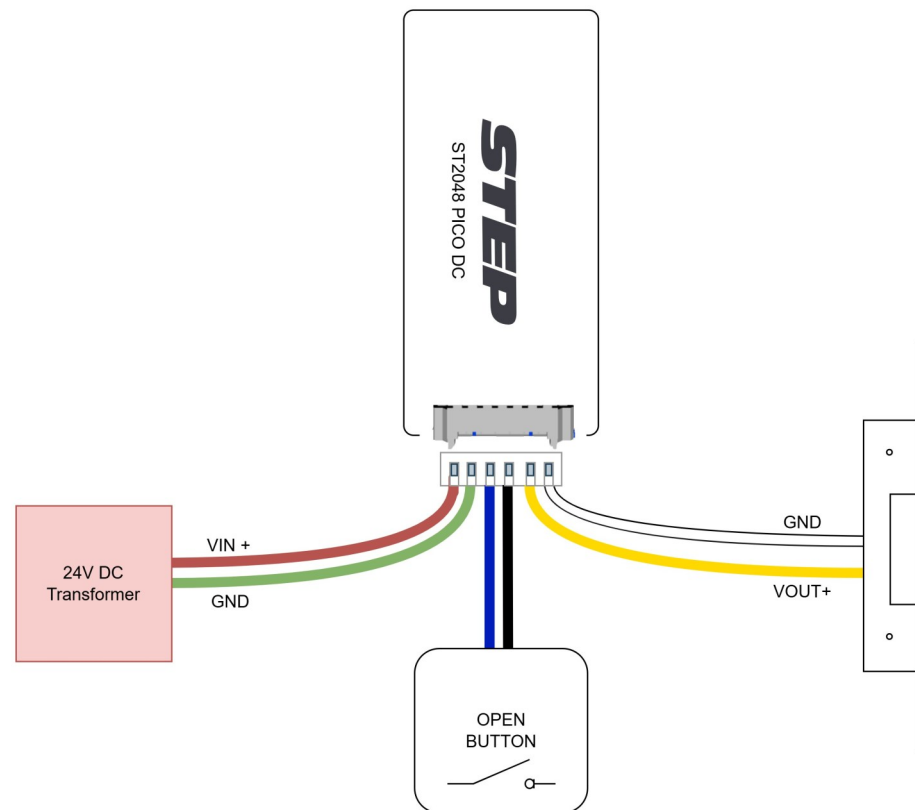 STEP
ST2048 PICO DC
VIN +
GND
24V DC
Transformer
GND
VOUT+
OPEN
BUTTON